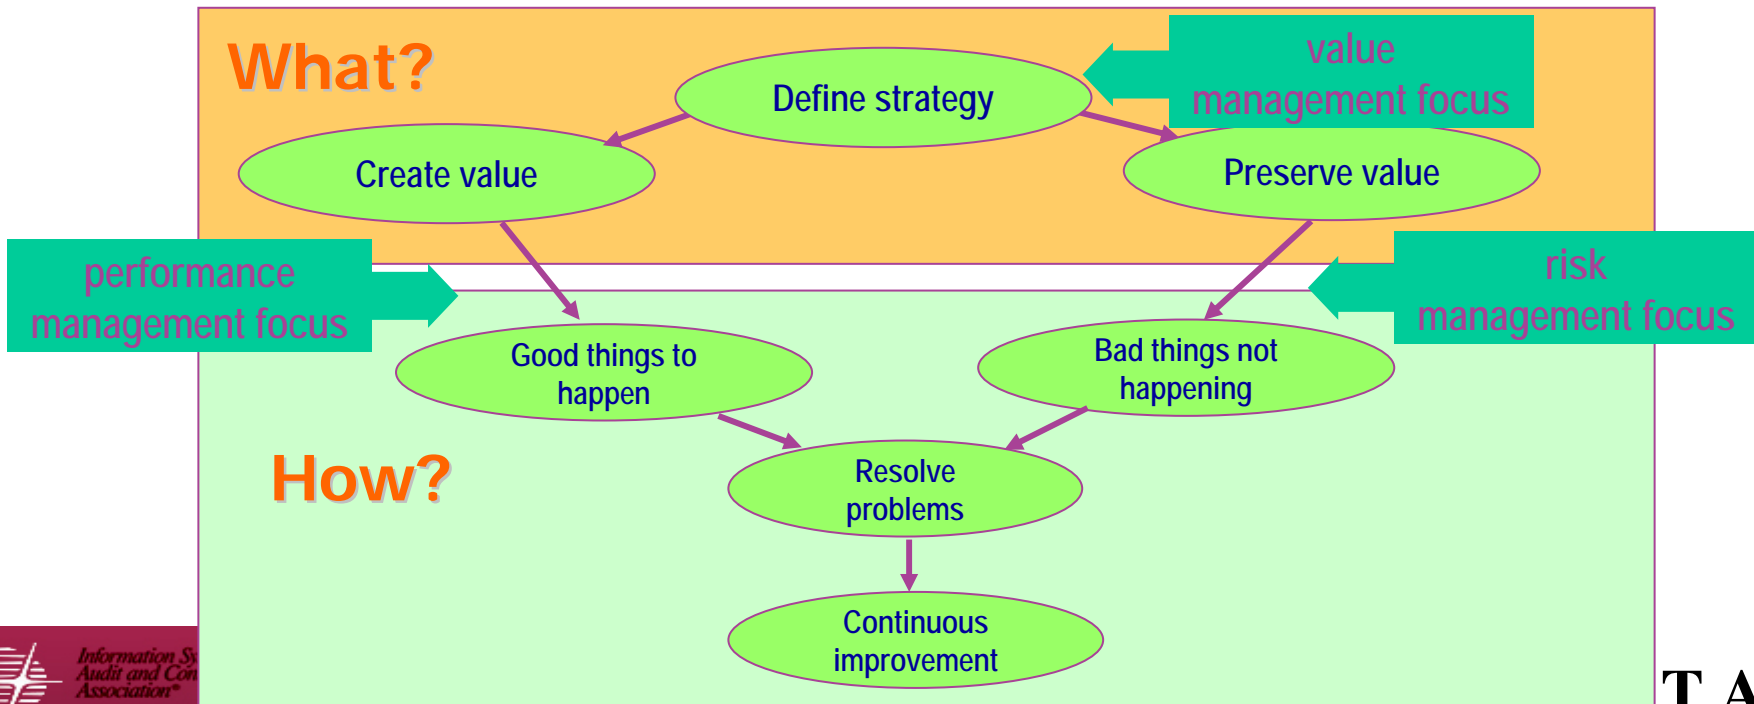 What?
value
management focus
Define strategy
Create value
Preserve value
performance
management focus
risk
management focus
Good things to
happen
Bad things not
happening
How?
Resolve
problems
Continuous
improvement
Information Sy
Audit and Con
Association®
T A